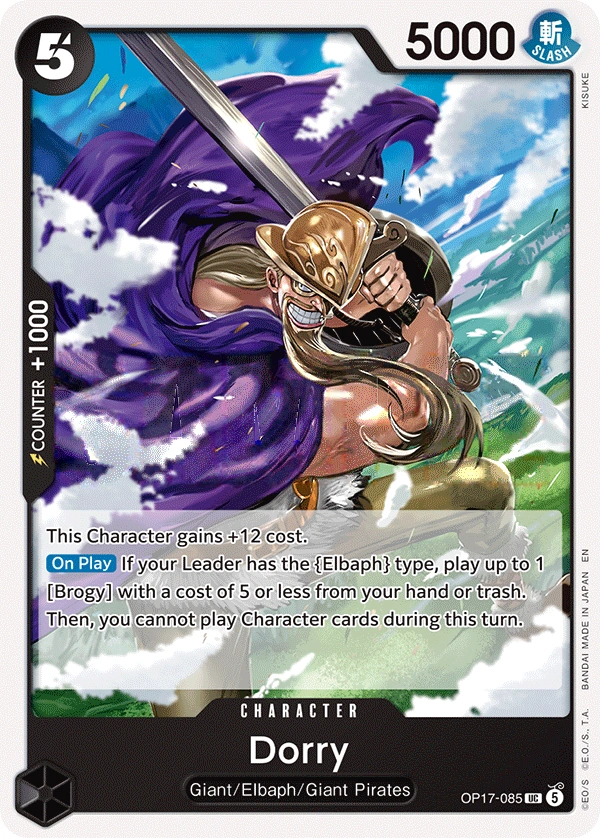 5
5000
斬
SLASH
KISUKE
COUNTER +1000
This Character gains +12 cost.
On Play If your Leader has the {Elbaph} type, play up to 1
[Brogy] with a cost of 5 or less from your hand or trash.
Then, you cannot play Character cards during this turn.
CHARACTER
Dorry
Giant/Elbaph/Giant Pirates
OP17-085 UC 5
©E.O/S ©E.O./S., T.A. BANDAI MADE IN JAPAN EN